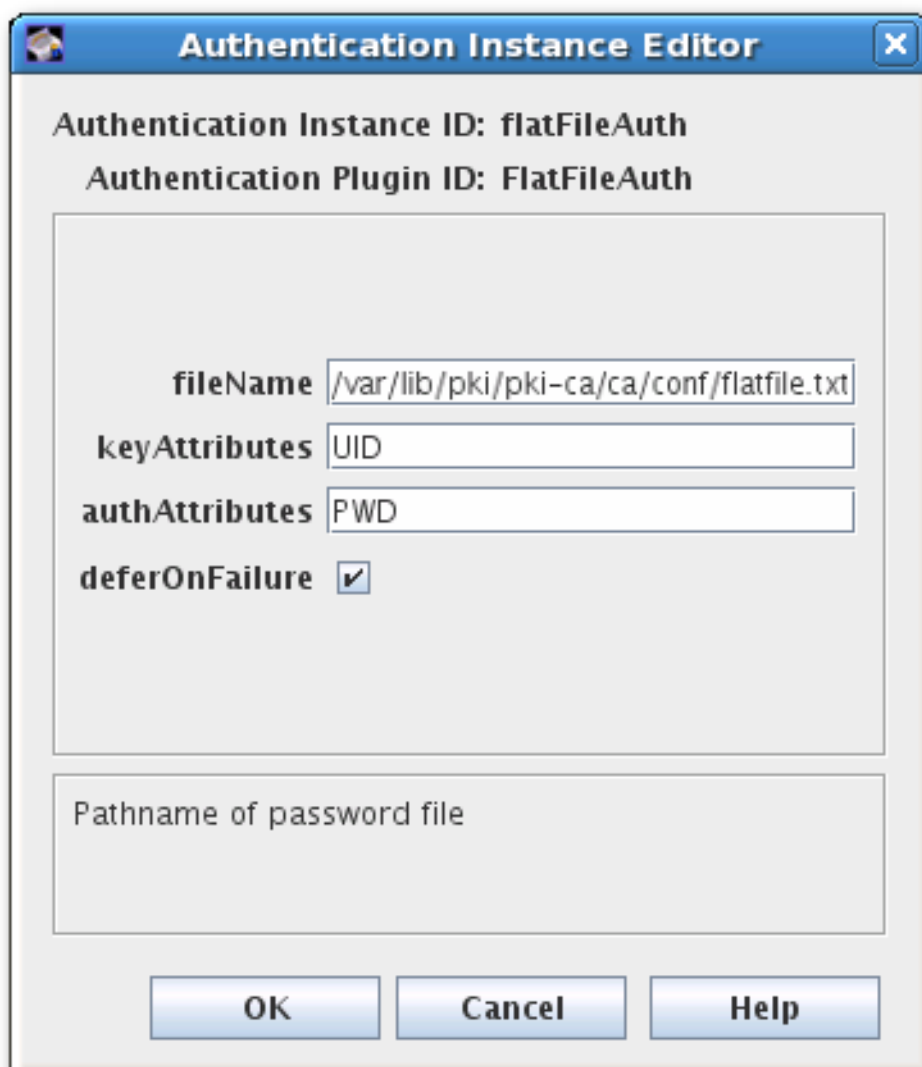 Authentication Instance Editor
Authentication Instance ID: flatFileAuth
Authentication Plugin ID: FlatFileAuth
fileName /var/lib/pki/pki-ca/ca/conf/flatfile.txt
keyAttributes UID
authAttributes PWD
deferOnFailure
Pathname of password file
OK Cancel Help